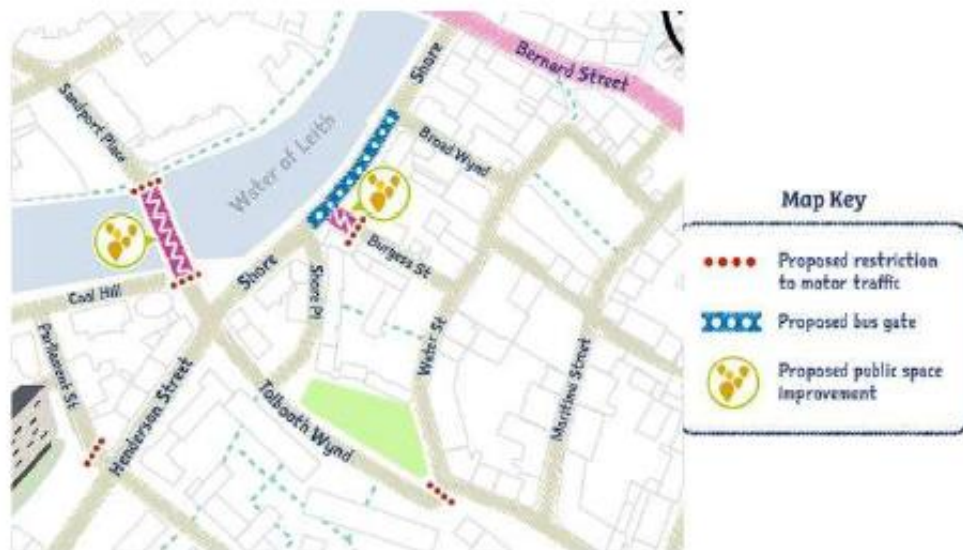 Sandport Place
Water of Leith
Shore
Bernard Street
Broad Wynd
Burgess St
Coal Hill
Shore
Shore Pl
Parliament St
Henderson Street
Tolbooth Wynd
Water St
Maritime Street
Map Key
Proposed restriction
to motor traffic
Proposed bus gate
Proposed public space
improvement